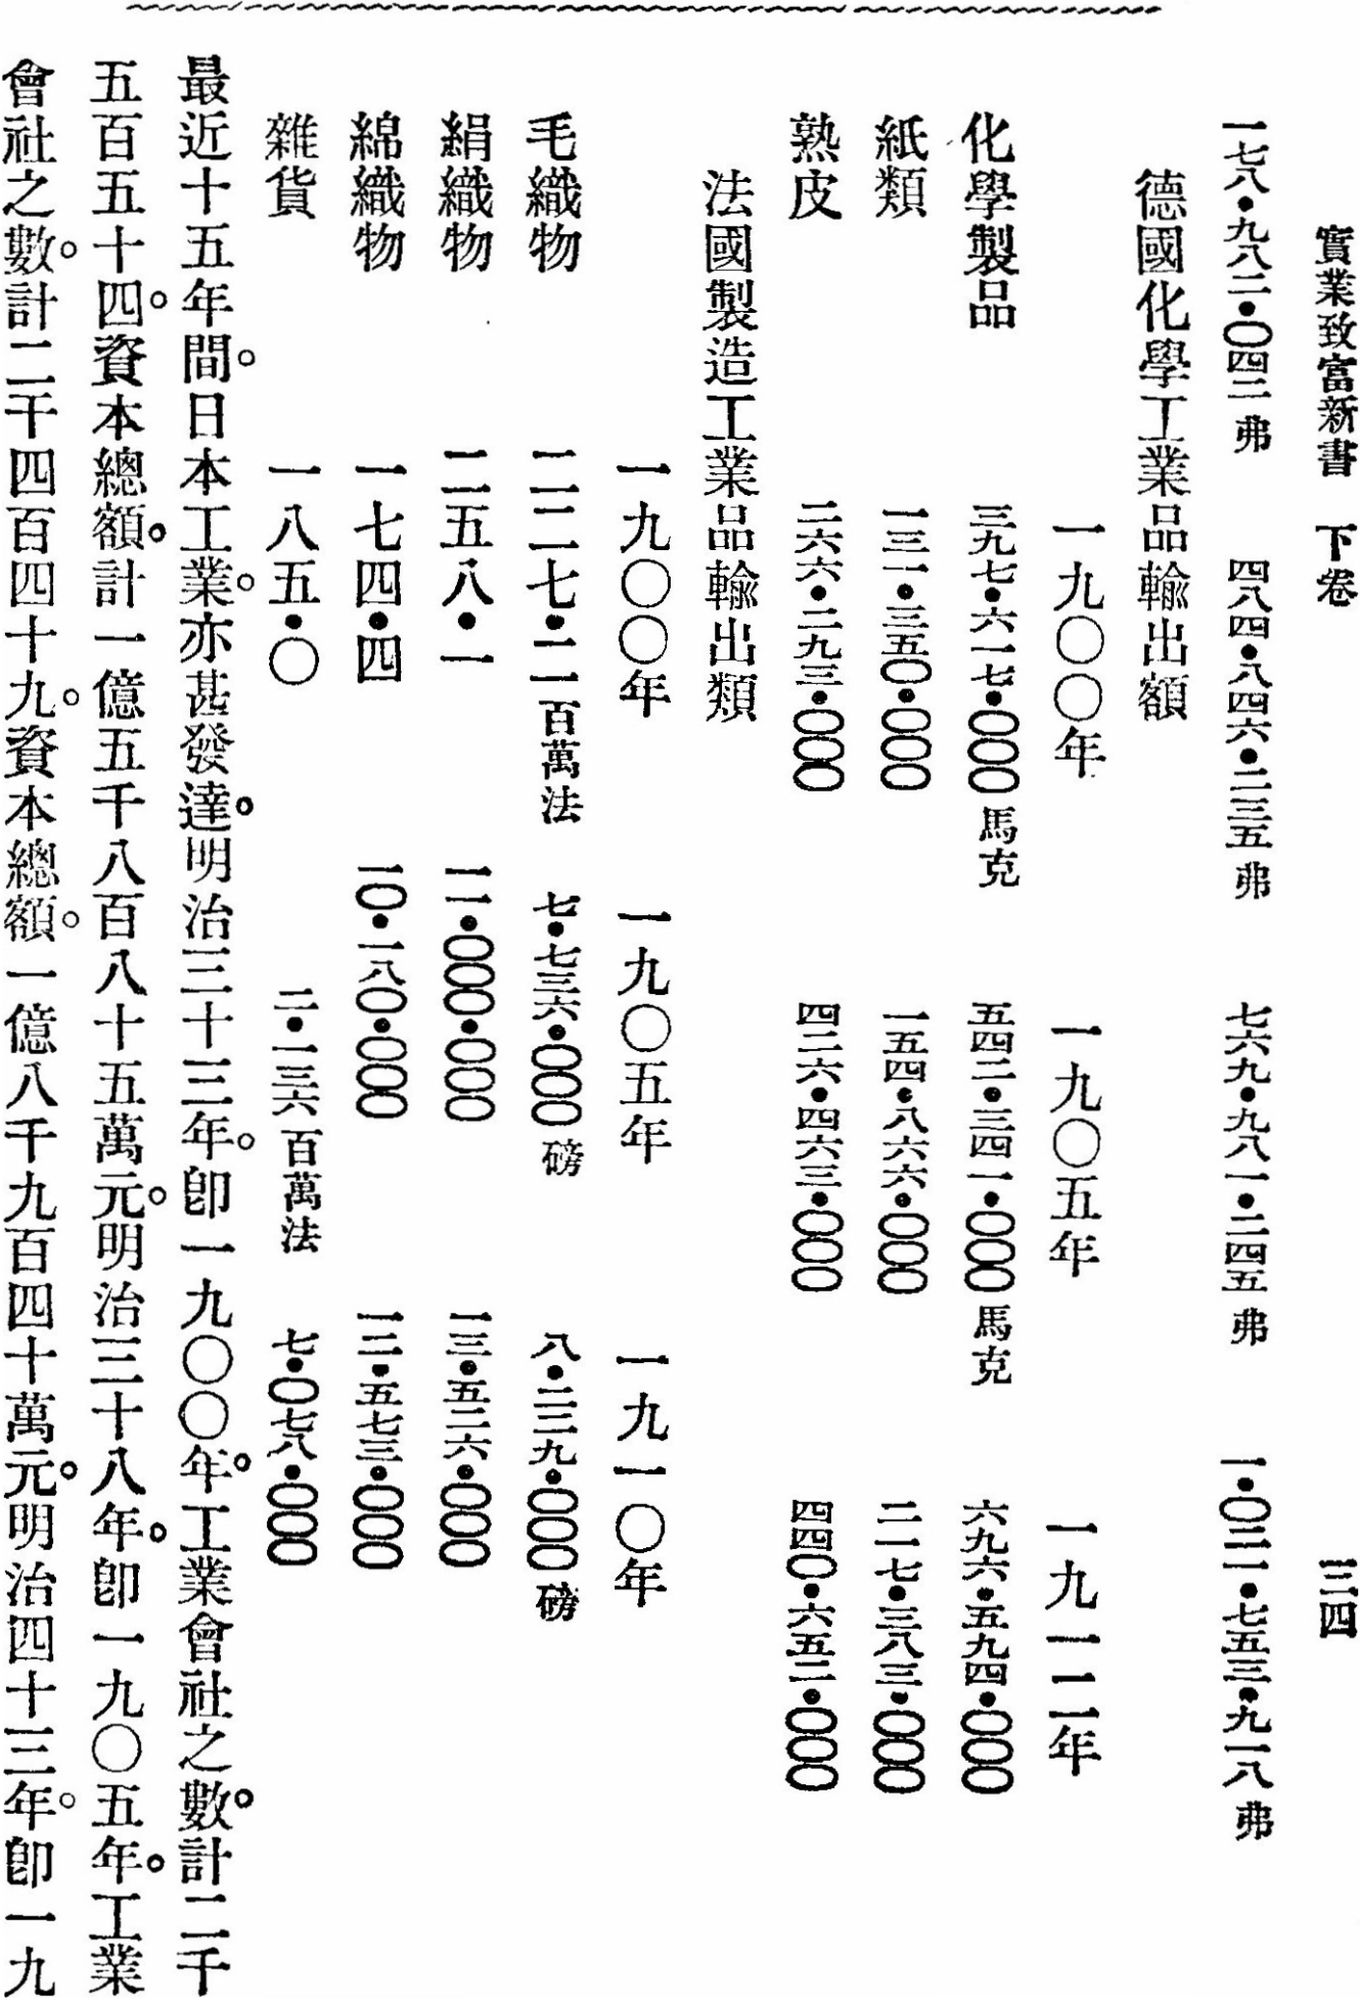 實業致富新書　下卷　三四
一七八・九八二・〇四二弗　四八四・八四六・二三五弗　七六九・九八一・二四五弗　一・〇二一・七五三・九一八弗
德國化學工業品輸出額
一九〇〇年　一九〇五年　一九一二年
化學製品　三九七・六一七・〇〇〇馬克　五四二・三四一・〇〇〇馬克　六九六・五九四・〇〇〇
紙類　一三一・三五〇・〇〇〇　一五四・八六六・〇〇〇　二一七・三八三・〇〇〇
熟皮　二六六・二九三・〇〇〇　四二六・四六三・〇〇〇　四四〇・六五二・〇〇〇
法國製造工業品輸出類
一九〇〇年　一九〇五年　一九一〇年
毛織物　二二七・二百萬法　七・七三六・〇〇〇磅　八・二二九・〇〇〇磅
絹織物　二五八・一　一一・〇〇〇・〇〇〇　一三・五二六・〇〇〇
綿織物　一七四・四　一〇・一八〇・〇〇〇　一二・五七三・〇〇〇
雜貨　一八五・〇　二・一三六百萬法　七・〇七八・〇〇〇
最近十五年間。日本工業。亦甚發達。明治三十三年。卽一九〇〇年。工業會社之數。計二千
五百五十四。資本總額。計一億五千八百八十五萬元。明治三十八年。卽一九〇五年。工業
會社之數。計二千四百四十九。資本總額。一億八千九百四十萬元。明治四十三年。卽一九